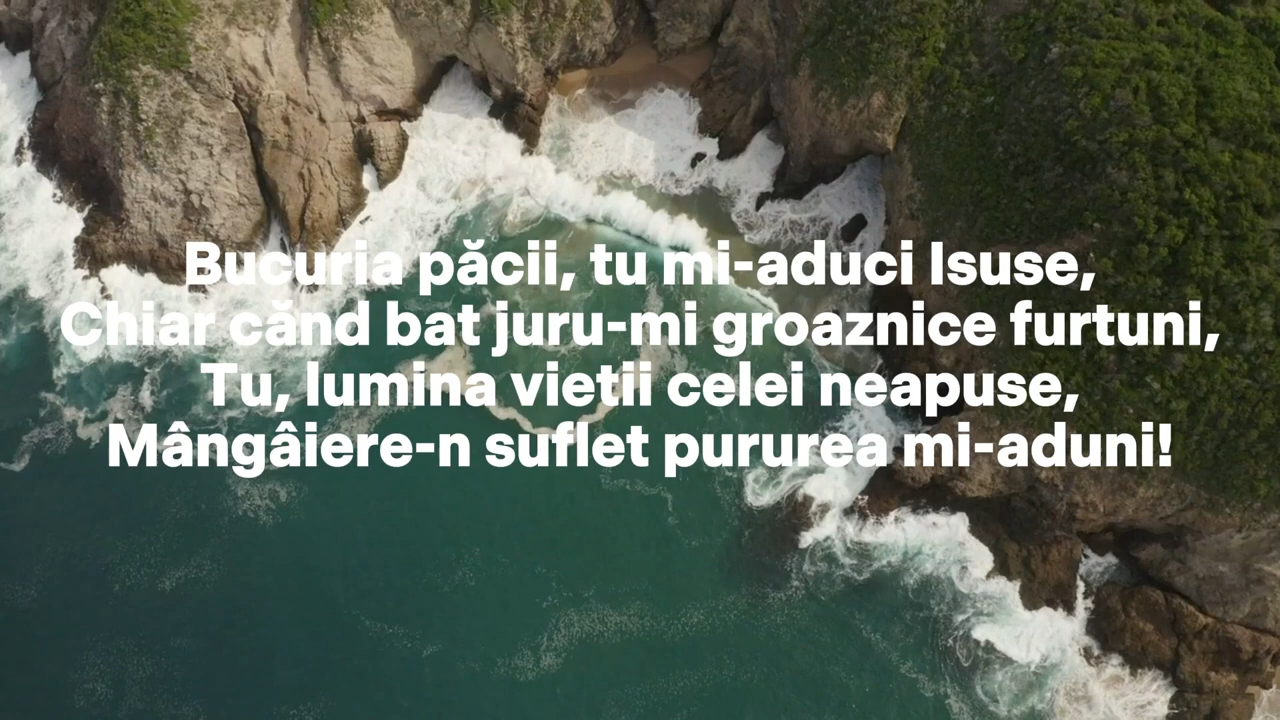 Bucuria păcii, tu mi-aduci Isuse,
Chiar cănd bat juru-mi groaznice furtuni,
Tu, lumina vietii celei neapuse,
Mângâiere-n suflet pururea mi-aduni!